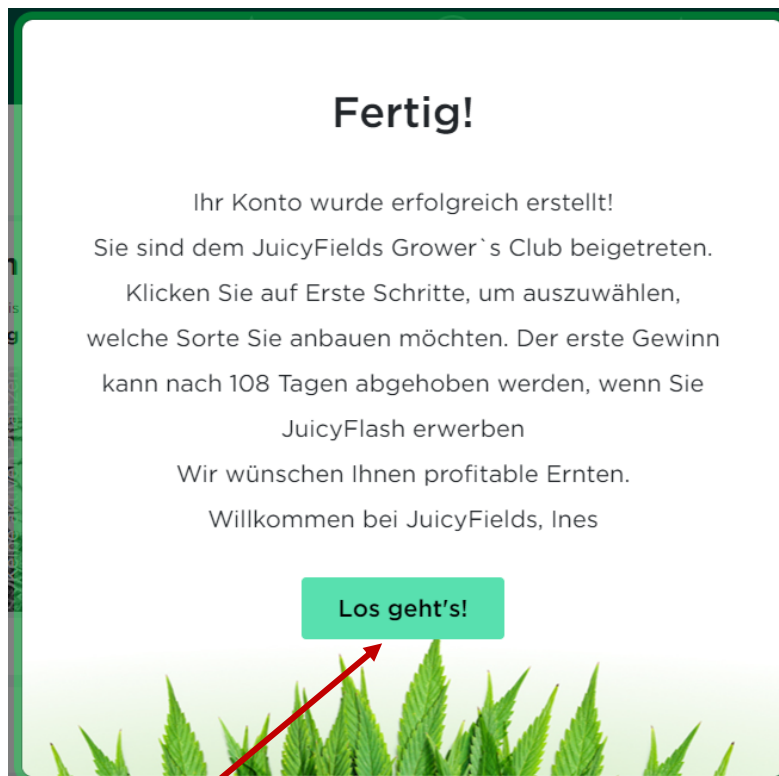 Fertig!
Ihr Konto wurde erfolgreich erstellt!
Sie sind dem JuicyFields Grower`s Club beigetreten.
Klicken Sie auf Erste Schritte, um auszuwählen,
welche Sorte Sie anbauen möchten. Der erste Gewinn
kann nach 108 Tagen abgehoben werden, wenn Sie
JuicyFlash erwerben
Wir wünschen Ihnen profitable Ernten.
Willkommen bei JuicyFields, Ines
Los geht's!